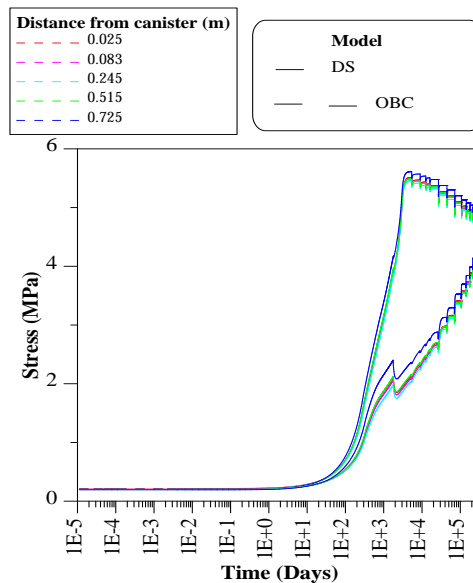 Distance from canister (m)
0.025
0.083
0.245
0.515
0.725
Model
DS
OBC
6
4
2
0
Stress (MPa)
1E-5
1E-4
1E-3
1E-2
1E-1
1E+0
1E+1
1E+2
1E+3
1E+4
1E+5
Time (Days)